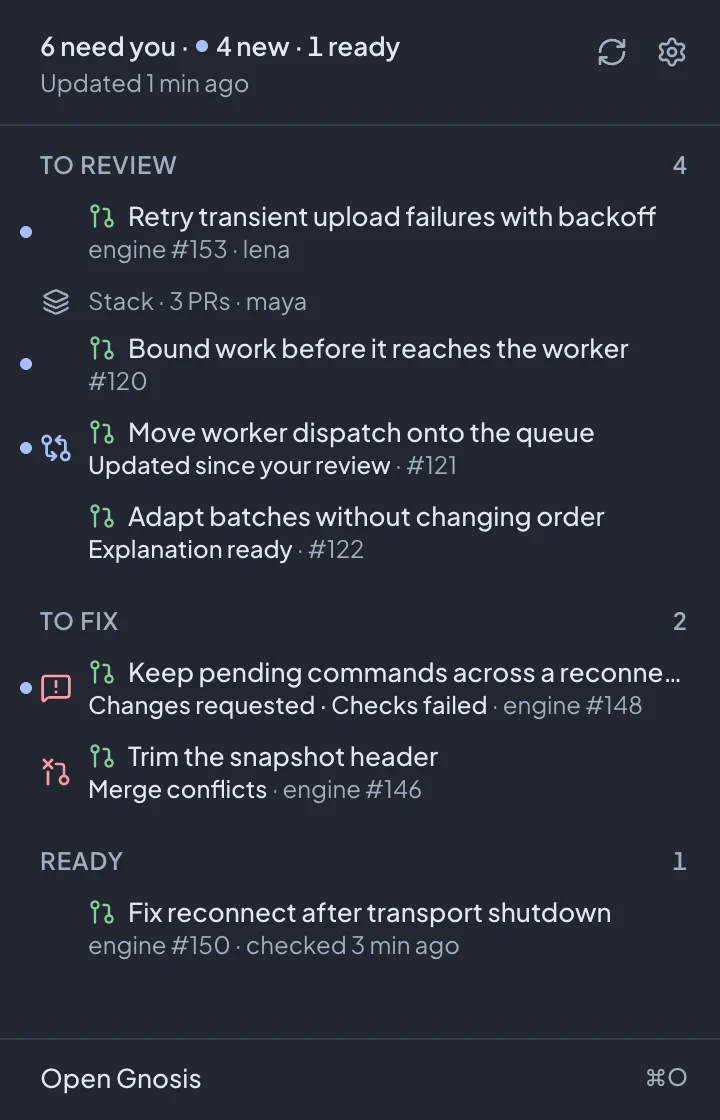 6 need you · 4 new · 1 ready
Updated 1 min ago
TO REVIEW 4
Retry transient upload failures with backoff
engine #153 · lena
Stack · 3 PRs · maya
Bound work before it reaches the worker
#120
Move worker dispatch onto the queue
Updated since your review · #121
Adapt batches without changing order
Explanation ready · #122
TO FIX 2
Keep pending commands across a reconne...
Changes requested · Checks failed · engine #148
Trim the snapshot header
Merge conflicts · engine #146
READY 1
Fix reconnect after transport shutdown
engine #150 · checked 3 min ago
Open Gnosis ⌘O